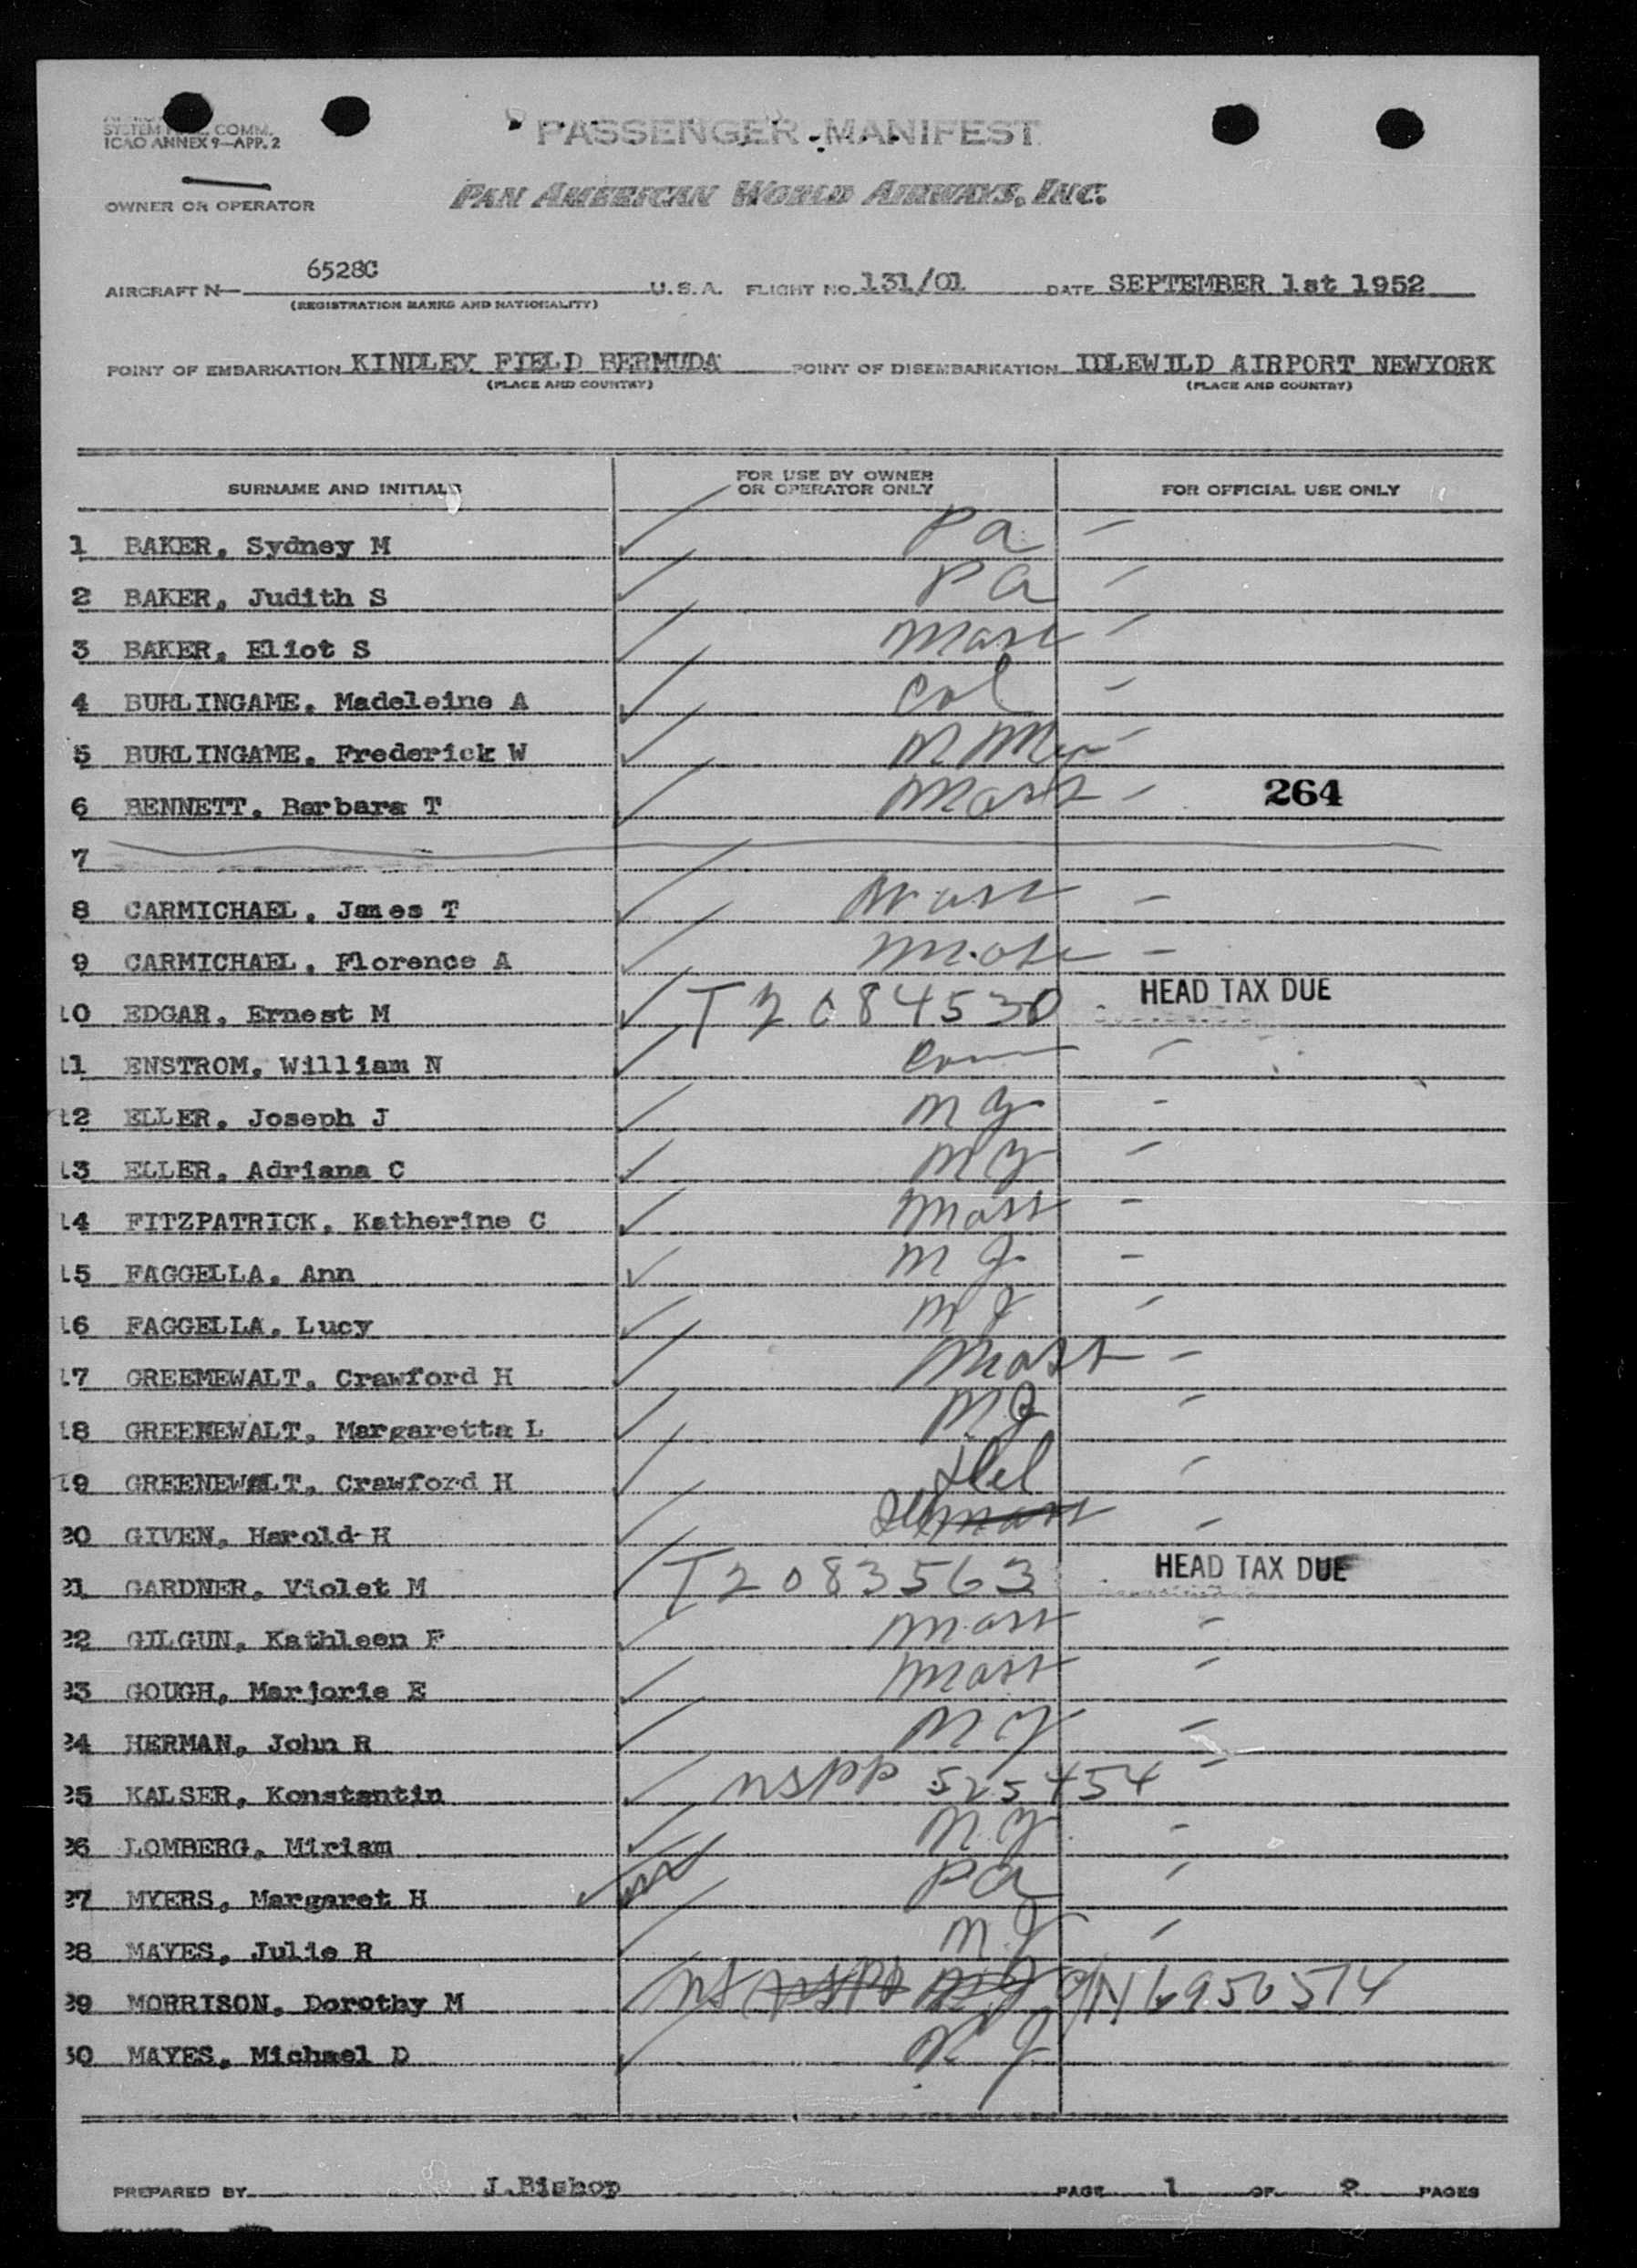 SYSTEM COMM.
ICAO ANNEX 9—APP. 2
PASSENGER MANIFEST
OWNER OR OPERATOR
PAN AMERICAN WORLD AIRWAYS, INC.
AIRCRAFT N— 6528C U.S.A. FLIGHT NO. 131/01 DATE SEPTEMBER 1st 1952
(REGISTRATION MARKS AND NATIONALITY)
POINT OF EMBARKATION KINDLEY FIELD BERMUDA POINT OF DISEMBARKATION IDLEWILD AIRPORT NEWYORK
(PLACE AND COUNTRY) (PLACE AND COUNTRY)
SURNAME AND INITIALS FOR USE BY OWNER OR OPERATOR ONLY FOR OFFICIAL USE ONLY
1 BAKER, Sydney M Pa
2 BAKER, Judith S Pa
3 BAKER, Eliot S Mass
4 BURLINGAME, Madeleine A Col
5 BURLINGAME, Frederick W N Mex
6 BENNETT, Barbara T Mass 264
7
8 CARMICHAEL, James T Mass
9 CARMICHAEL, Florence A Mass
10 EDGAR, Ernest M T2084530 HEAD TAX DUE
11 ENSTROM, William N Conn
12 ELLER, Joseph J NY
13 ELLER, Adriana C NY
14 FITZPATRICK, Katherine C Mass
15 FAGGELLA, Ann NJ
16 FAGGELLA, Lucy NJ
17 GREEMEWALT, Crawford H Mass
18 GREENEWALT, Margaretta L
19 GREENEWALT, Crawford H Del
20 GIVEN, Harold H Mass
21 GARDNER, Violet M T2083563 HEAD TAX DUE
22 GILGUN, Kathleen F Mass
23 GOUGH, Marjorie E Mass
24 HERMAN, John R NY
25 KALSER, Konstantin USPP 525454
26 LOMBERG, Miriam NY
27 MYERS, Margaret H Pa
28 MAYES, Julie R NJ
29 MORRISON, Dorothy M 6950574
30 MAYES, Michael D NJ
PREPARED BY J.Bishop PAGE 1 OF 2 PAGES